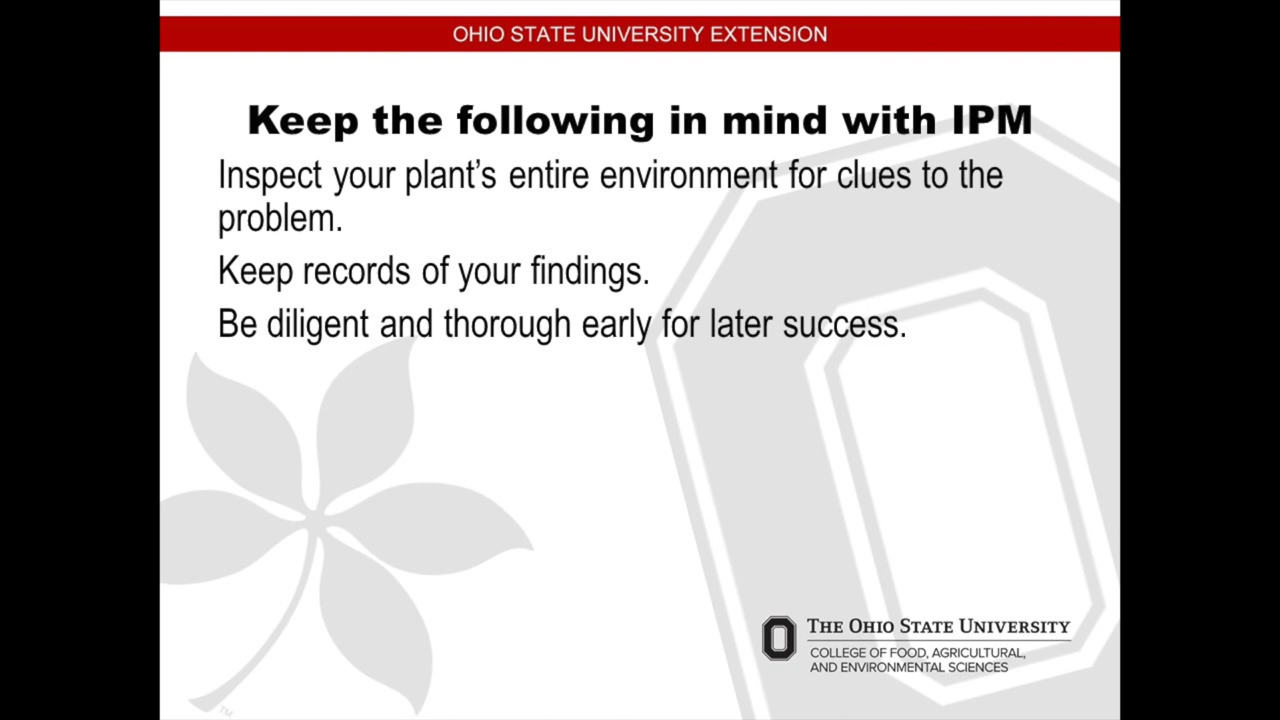 OHIO STATE UNIVERSITY EXTENSION
Keep the following in mind with IPM
Inspect your plant’s entire environment for clues to the
problem.
Keep records of your findings.
Be diligent and thorough early for later success.
THE OHIO STATE UNIVERSITY
COLLEGE OF FOOD, AGRICULTURAL,
AND ENVIRONMENTAL SCIENCES
TM